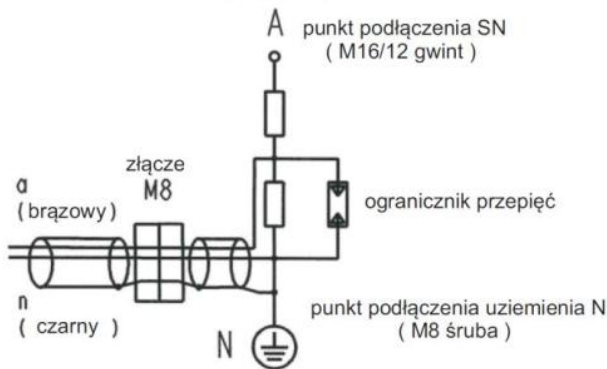 A
punkt podłączenia SN
( M16/12 gwint )
złącze
M8
a
( brązowy )
ogranicznik przepięć
n
( czarny )
N
punkt podłączenia uziemienia N
( M8 śruba )